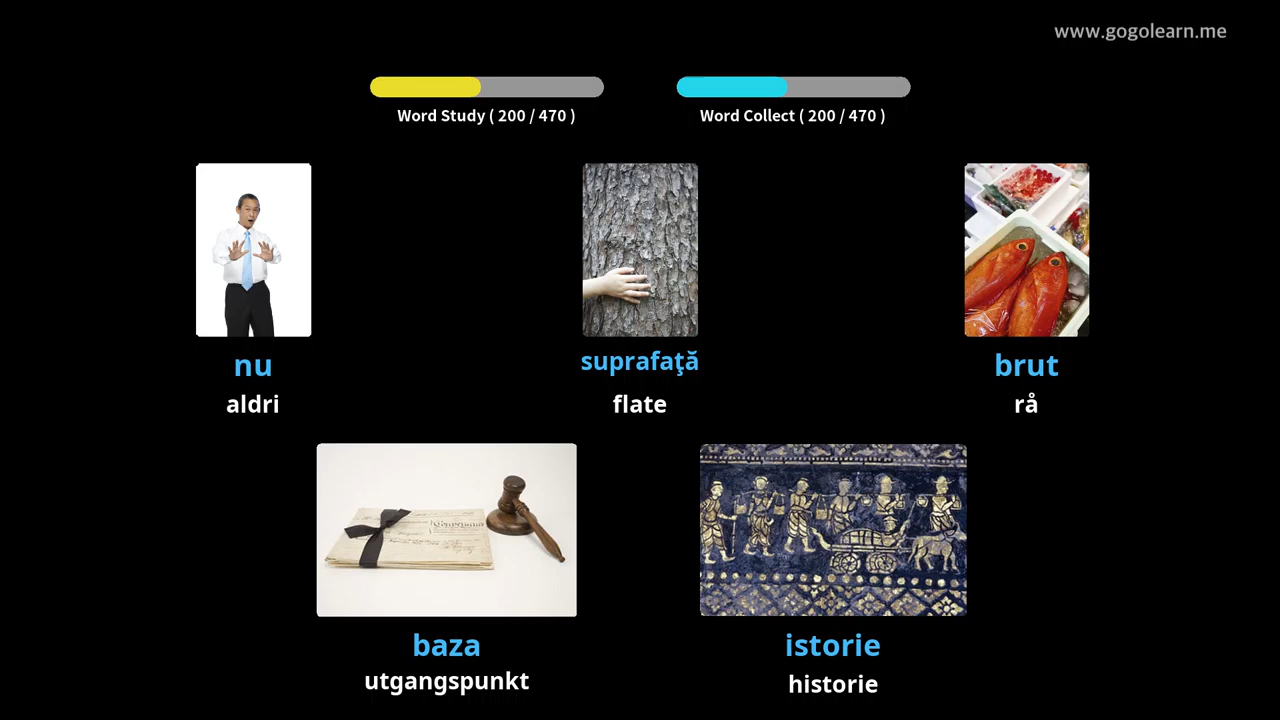 www.gogolearn.me
Word Study ( 200 / 470 )
Word Collect ( 200 / 470 )
nu
aldri
suprafaţă
flate
brut
rå
baza
utgangspunkt
istorie
historie